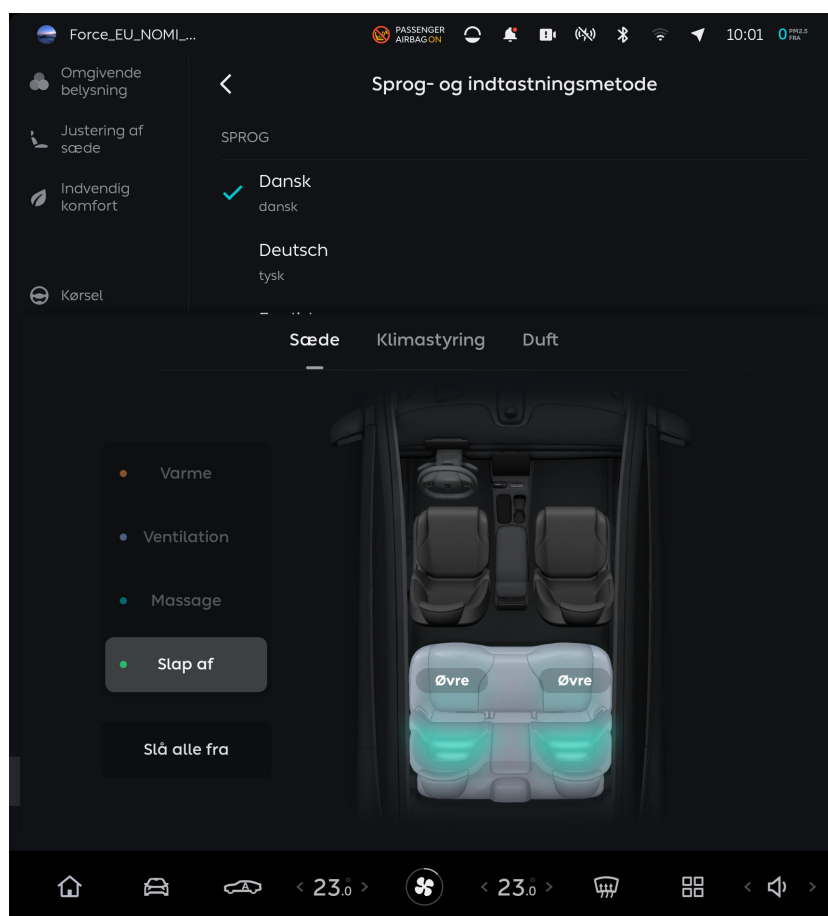 Force_EU_NOMI_...
PASSENGER
AIRBAG ON
10:01
0 PM2.5
FRA
Omgivende
belysning
Justering af
sæde
Indvendig
komfort
Kørsel
Sprog- og indtastningsmetode
SPROG
Dansk
dansk
Deutsch
tysk
Sæde
Klimastyring
Duft
Varme
Ventilation
Massage
Slap af
Slå alle fra
Øvre
Øvre
A
23.0
23.0